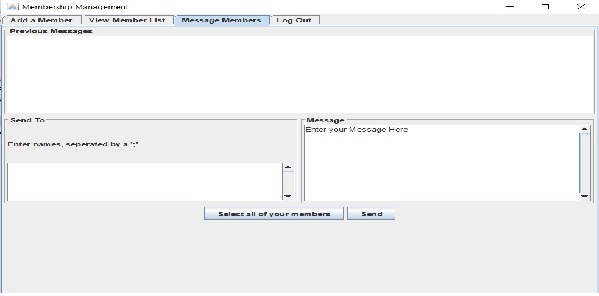 Membership Management
Add a Member View Member List Message Members Log Out
Previous Messages
Send To
Enter names, seperated by a ";"
Message
Enter your Message Here
Select all of your members Send